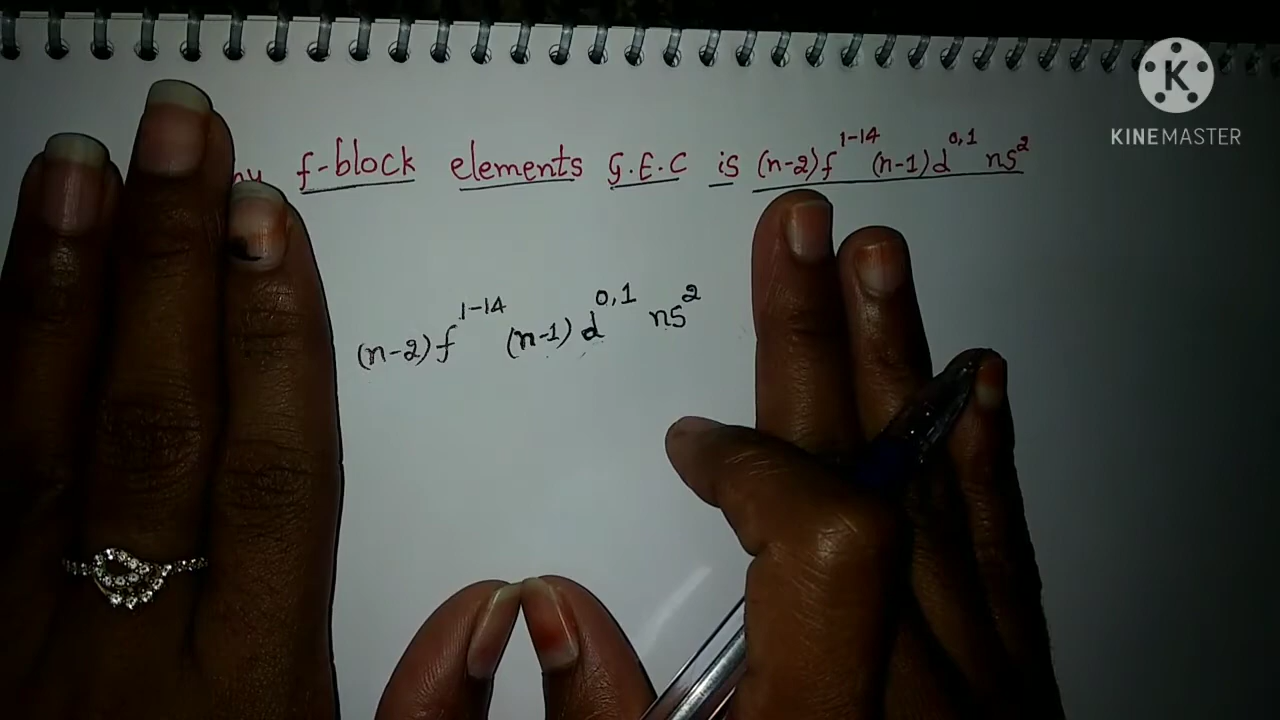 f-block elements G.E.C is (n-2)f¹⁻¹⁴ (n-1)d⁰,¹ ns²
(n-2)f¹⁻¹⁴ (n-1)d⁰,¹ ns²
K
KINEMASTER